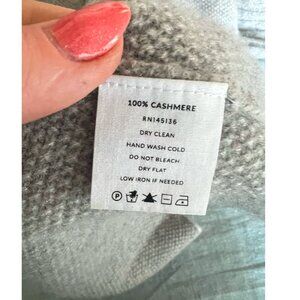 100% CASHMERE
RN145136
DRY CLEAN
HAND WASH COLD
DO NOT BLEACH
DRY FLAT
LOW IRON IF NEEDED
P